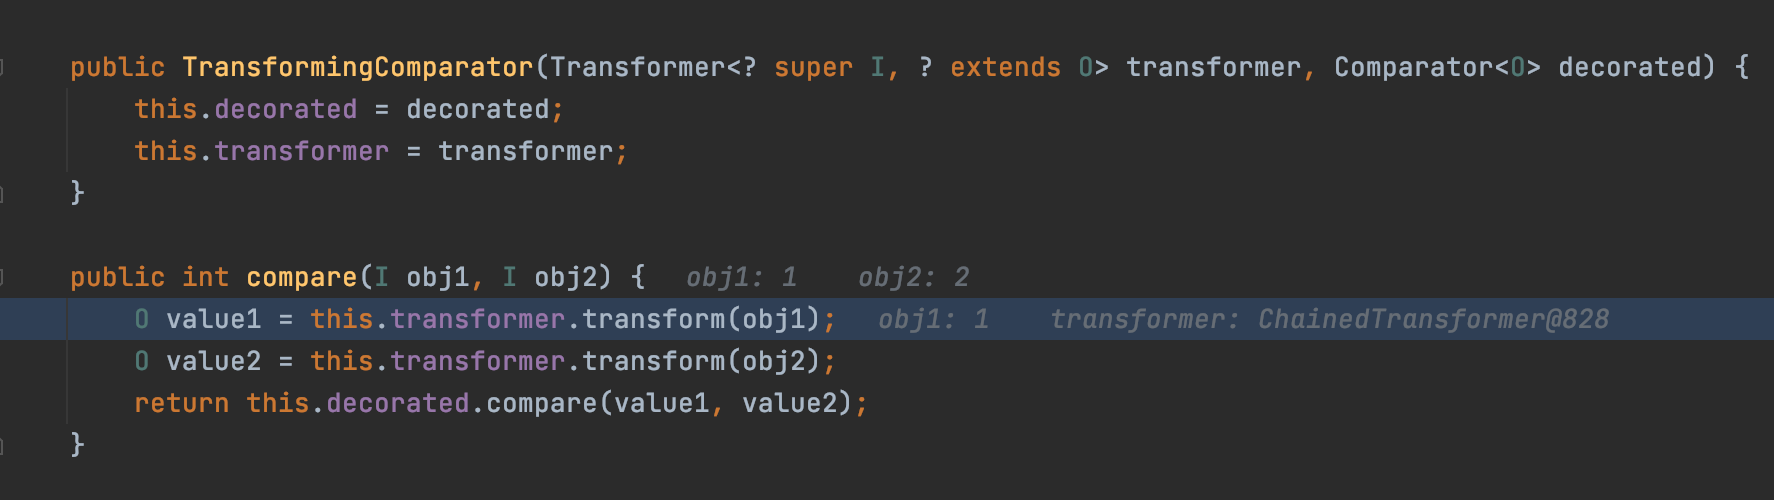 public TransformingComparator(Transformer<? super I, ? extends O> transformer, Comparator<O> decorated) {
    this.decorated = decorated;
    this.transformer = transformer;
}
public int compare(I obj1, I obj2) {   obj1: 1    obj2: 2
    O value1 = this.transformer.transform(obj1);   obj1: 1    transformer: ChainedTransformer@828
    O value2 = this.transformer.transform(obj2);
    return this.decorated.compare(value1, value2);
}